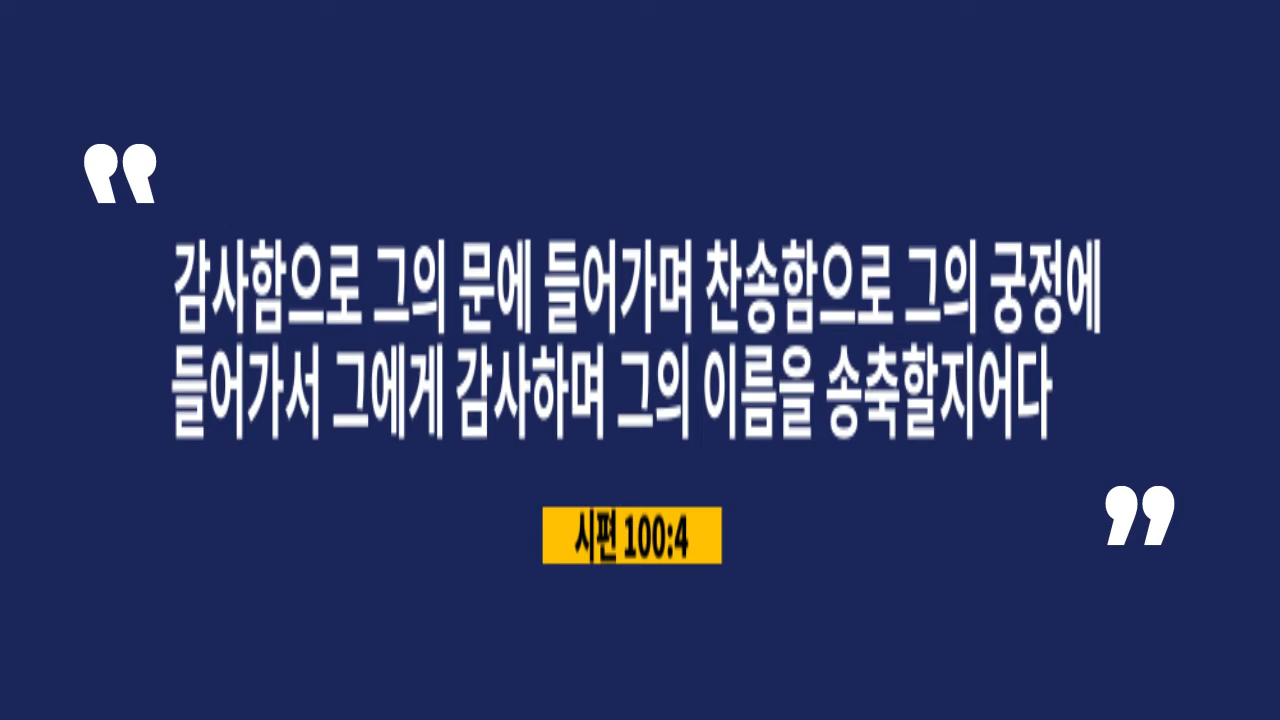 “
감사함으로 그의 문에 들어가며 찬송함으로 그의 궁정에
들어가서 그에게 감사하며 그의 이름을 송축할지어다
”
시편 100:4